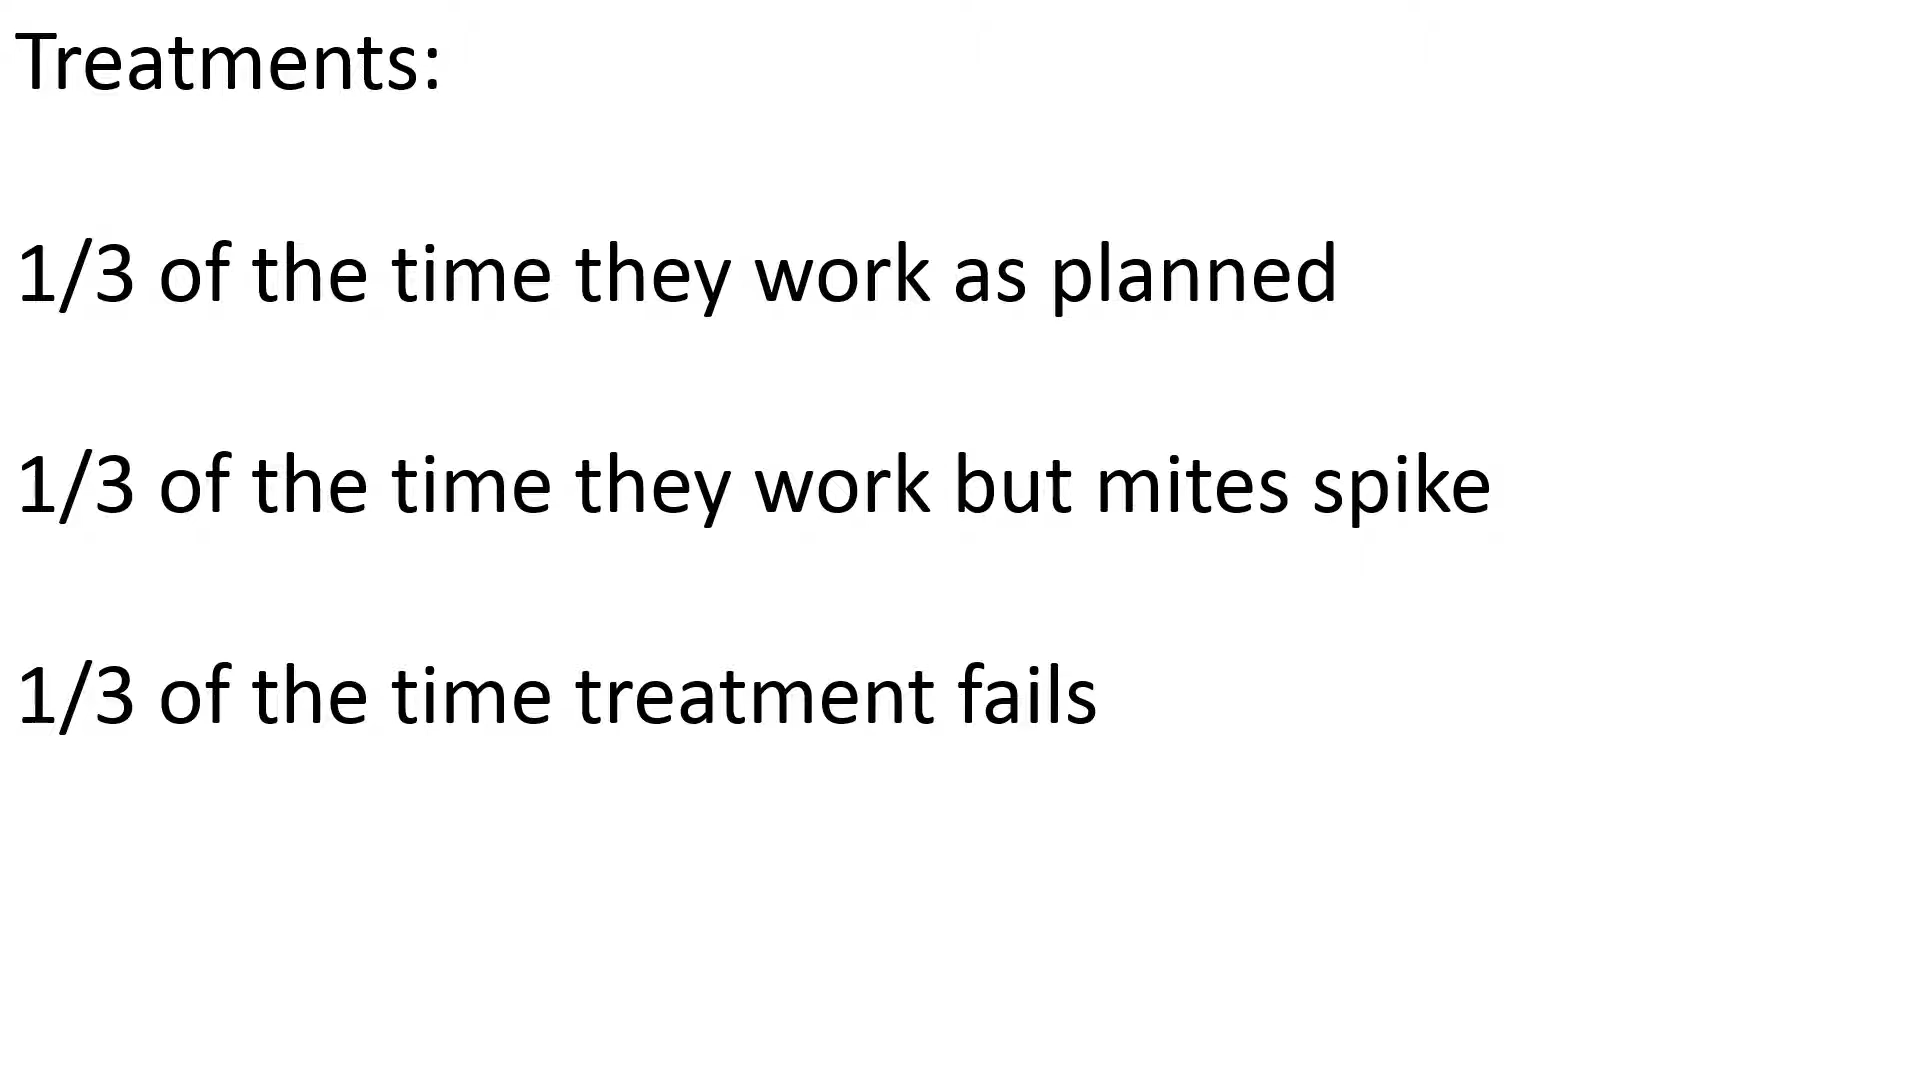 Treatments:
1/3 of the time they work as planned
1/3 of the time they work but mites spike
1/3 of the time treatment fails